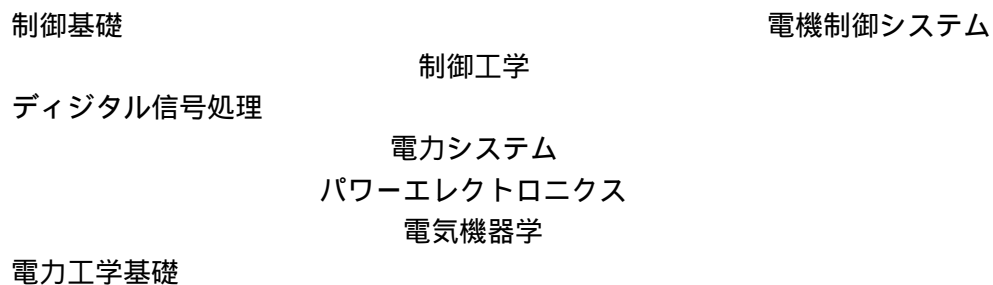 制御基礎 電機制御システム
制御工学
ディジタル信号処理
電力システム
パワーエレクトロニクス
電気機器学
電力工学基礎